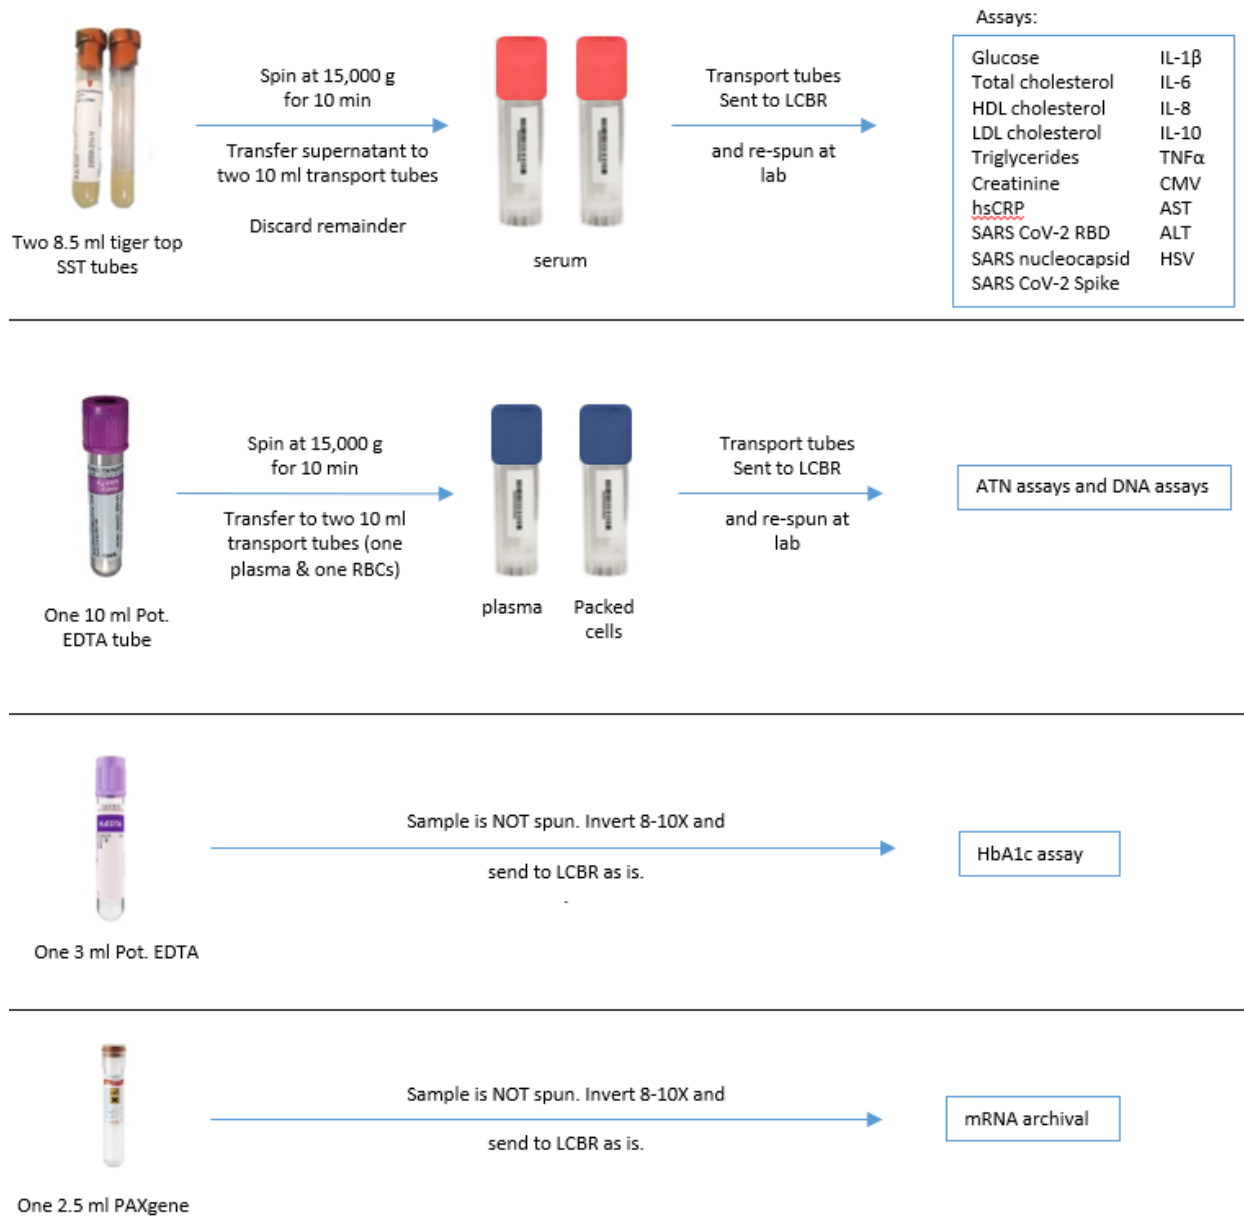 Assays:
Spin at 15,000 g
for 10 min
Transfer supernatant to
two 10 ml transport tubes
Discard remainder
Two 8.5 ml tiger top
SST tubes
serum
Transport tubes
Sent to LCBR
and re-spun at
lab
Glucose
Total cholesterol
HDL cholesterol
LDL cholesterol
Triglycerides
Creatinine
hsCRP
SARS CoV-2 RBD
SARS nucleocapsid
SARS CoV-2 Spike
IL-1β
IL-6
IL-8
IL-10
TNFα
CMV
AST
ALT
HSV
Spin at 15,000 g
for 10 min
Transfer to two 10 ml
transport tubes (one
plasma & one RBCs)
One 10 ml Pot.
EDTA tube
plasma
Packed
cells
Transport tubes
Sent to LCBR
and re-spun at
lab
ATN assays and DNA assays
Sample is NOT spun. Invert 8-10X and
send to LCBR as is.
.
HbA1c assay
One 3 ml Pot. EDTA
Sample is NOT spun. Invert 8-10X and
send to LCBR as is.
mRNA archival
One 2.5 ml PAXgene